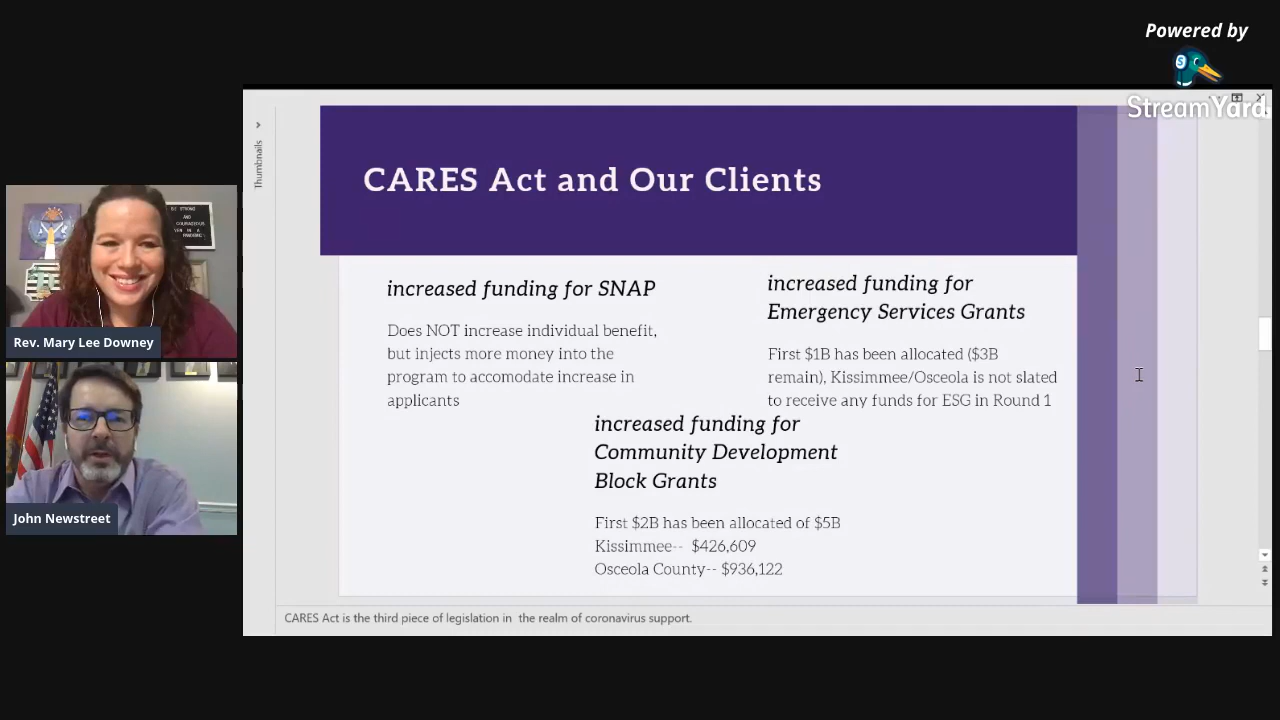 Powered by
StreamYard
Thumbnails
CARES Act and Our Clients
increased funding for SNAP
Does NOT increase individual benefit,
but injects more money into the
program to accomodate increase in
applicants
increased funding for
Emergency Services Grants
First $1B has been allocated ($3B
remain), Kissimmee/Osceola is not slated
to receive any funds for ESG in Round 1
increased funding for
Community Development
Block Grants
First $2B has been allocated of $5B
Kissimmee-- $426,609
Osceola County-- $936,122
CARES Act is the third piece of legislation in the realm of coronavirus support.
BE STRONG
AND
COURAGEOUS
Rev. Mary Lee Downey
John Newstreet